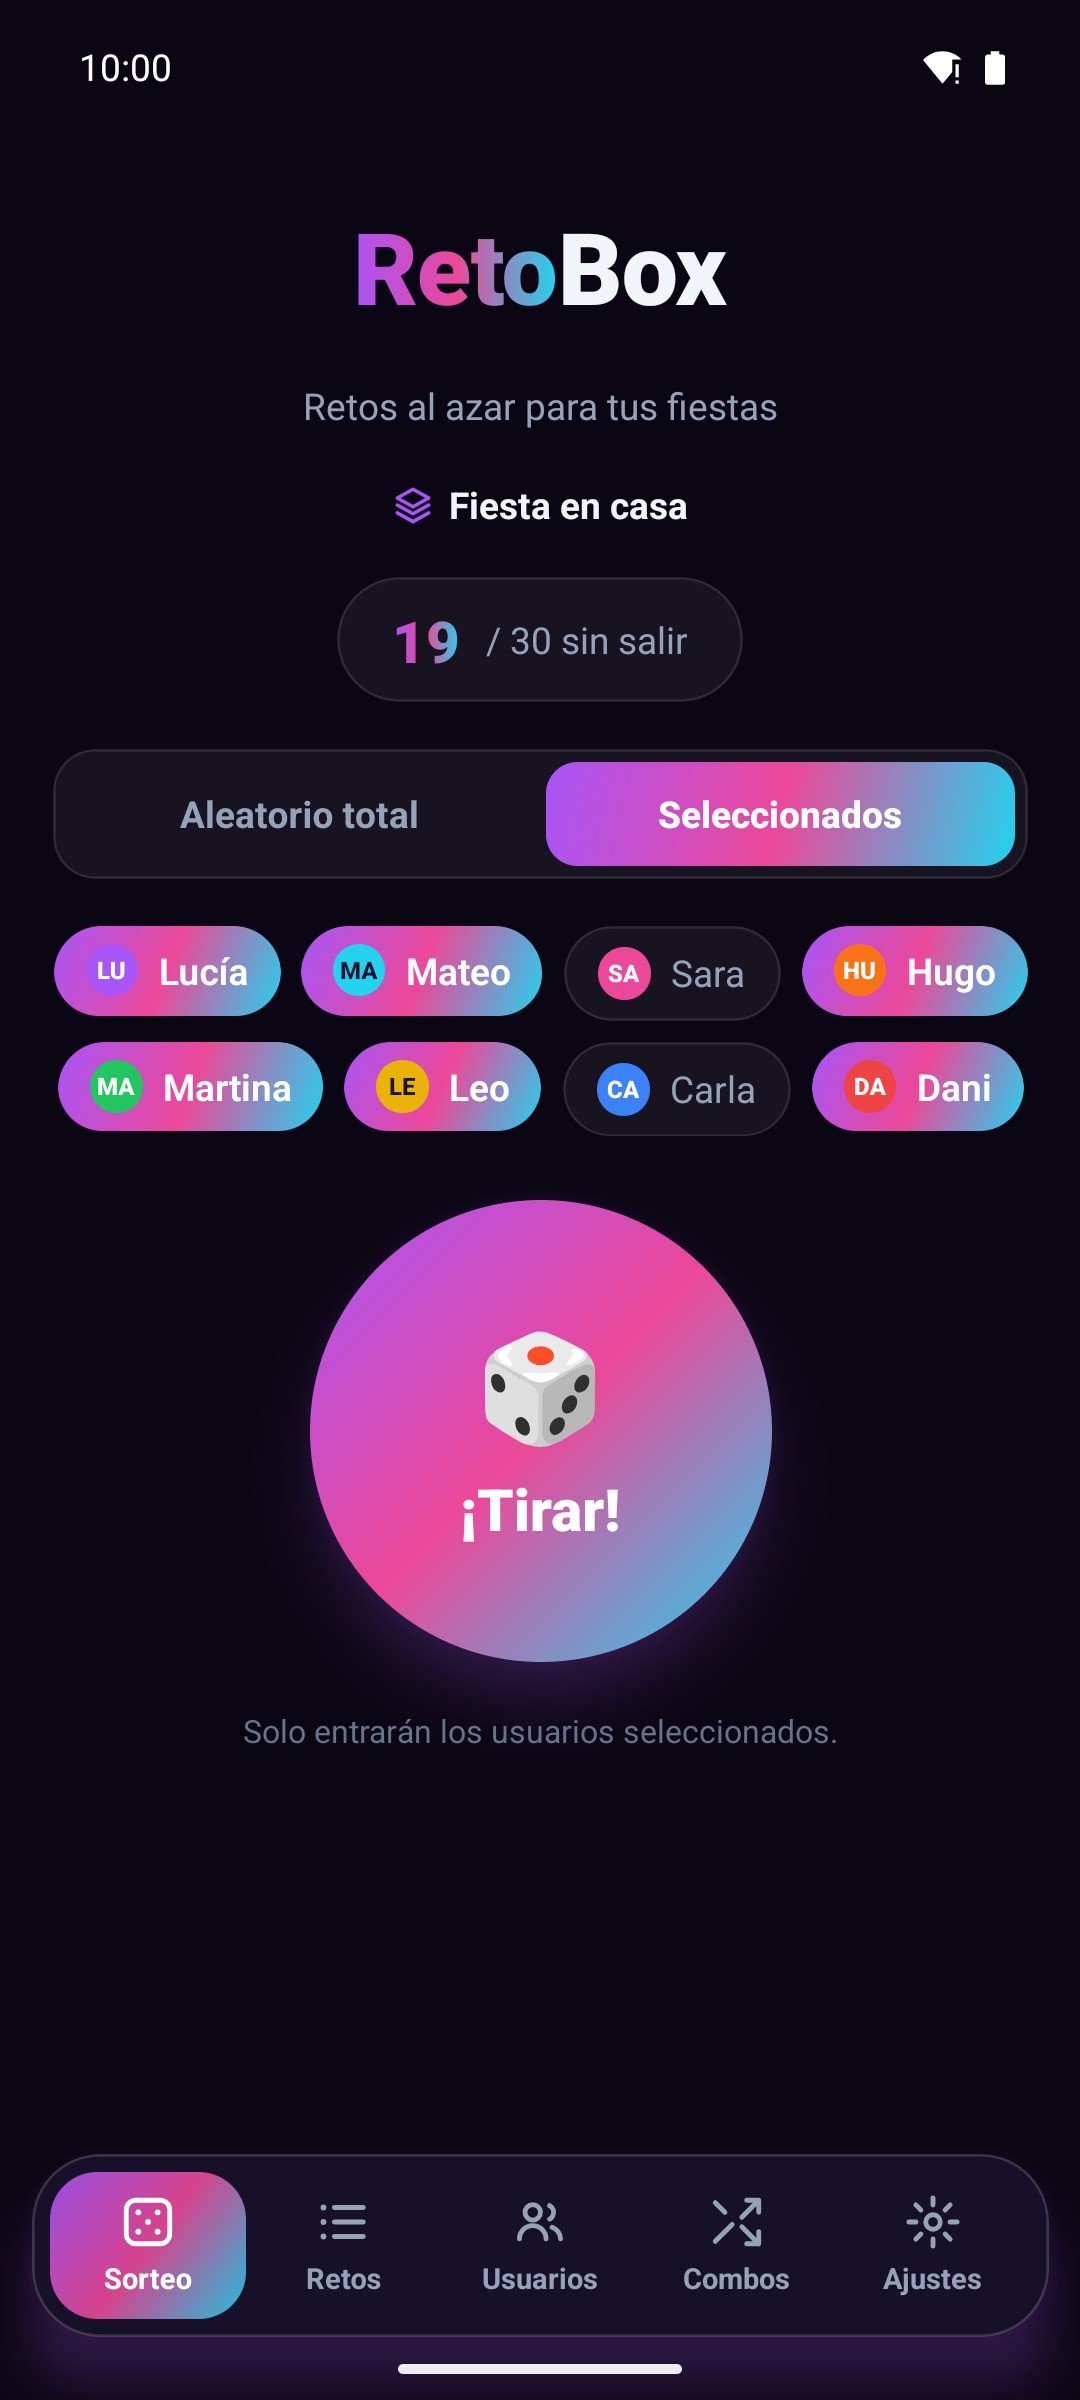 10:00
RetoBox
Retos al azar para tus fiestas
Fiesta en casa
19 / 30 sin salir
Aleatorio total Seleccionados
LU Lucía MA Mateo SA Sara HU Hugo
MA Martina LE Leo CA Carla DA Dani
¡Tirar!
Solo entrarán los usuarios seleccionados.
Sorteo Retos Usuarios Combos Ajustes